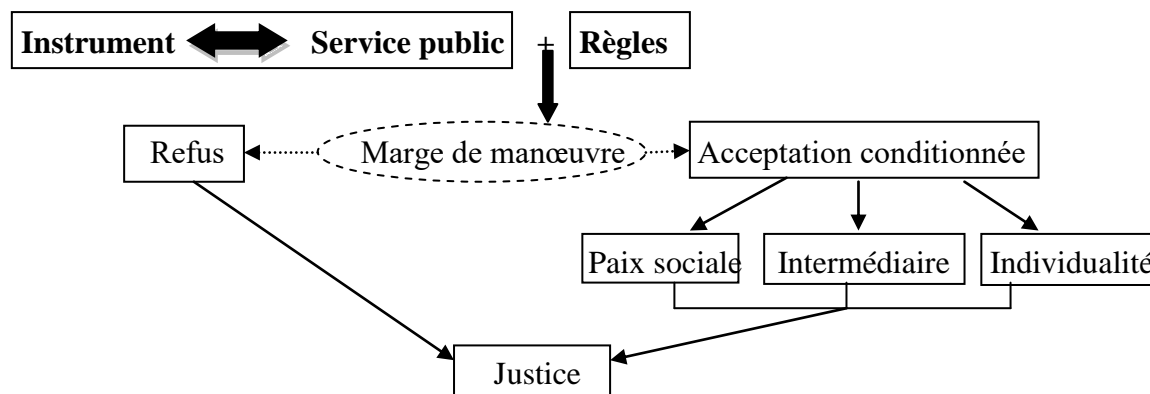 Instrument Service public + Règles
Refus Marge de manœuvre Acceptation conditionnée
Paix sociale Intermédiaire Individualité
Justice